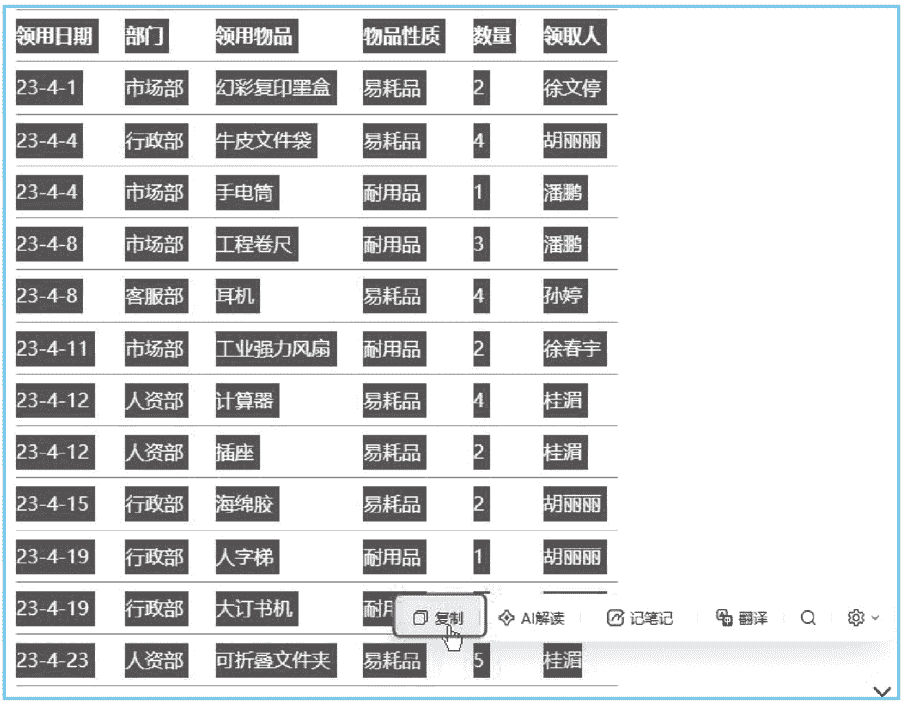 领用日期 部门 领用物品 物品性质 数量 领取人
23-4-1 市场部 幻彩复印墨盒 易耗品 2 徐文停
23-4-4 行政部 牛皮文件袋 易耗品 4 胡丽丽
23-4-4 市场部 手电筒 耐用品 1 潘鹏
23-4-8 市场部 工程卷尺 耐用品 3 潘鹏
23-4-8 客服部 耳机 易耗品 4 孙婷
23-4-11 市场部 工业强力风扇 耐用品 2 徐春宇
23-4-12 人资部 计算器 易耗品 4 桂湄
23-4-12 人资部 插座 易耗品 2 桂湄
23-4-15 行政部 海绵胶 易耗品 2 胡丽丽
23-4-19 行政部 人字梯 耐用品 1 胡丽丽
23-4-19 行政部 大订书机 耐
复制 AI解读 记笔记 翻译
23-4-23 人资部 可折叠文件夹 易耗品 5 桂湄